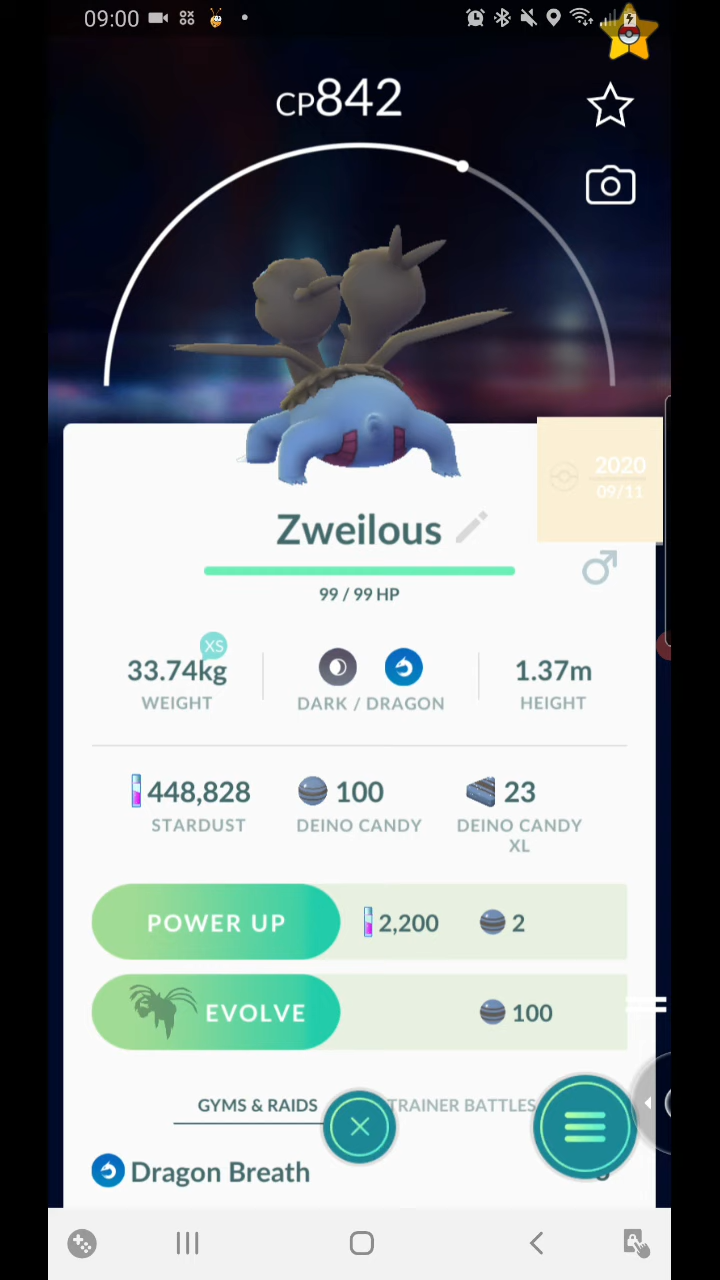 09:00
CP842
2020
09/11
Zweilous
99 / 99 HP
XS
33.74kg
WEIGHT
DARK / DRAGON
1.37m
HEIGHT
448,828
STARDUST
100
DEINO CANDY
23
DEINO CANDY
XL
POWER UP
2,200
2
EVOLVE
100
GYMS & RAIDS
TRAINER BATTLES
Dragon Breath